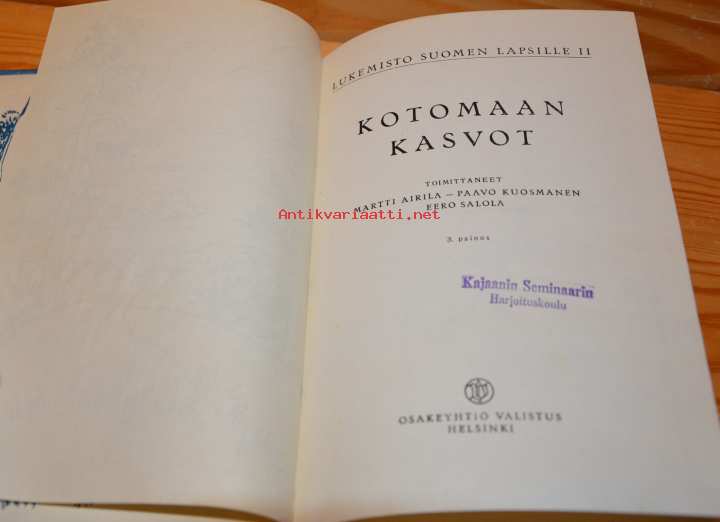 LUKEMISTO SUOMEN LAPSILLE II
KOTOMAAN
KASVOT
TOIMITTANEET
MARTTI AIRILA — PAAVO KUOSMANEN
EERO SALOLA
Antikvariaatti.net
3. painos
Kajaanin Seminaarin
Harjoituskoulu
OSAKEYHTIÖ VALISTUS
HELSINKI